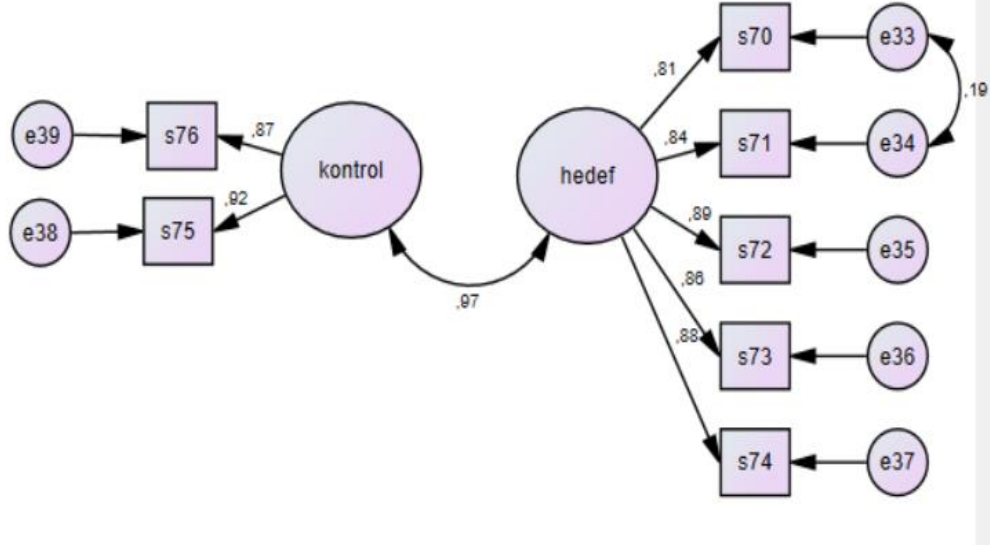 s70
e33
,81
,19
e39
s76
,87
kontrol
hedef
,84
s71
e34
e38
s75
,92
,89
s72
e35
,97
,86
,88
s73
e36
s74
e37